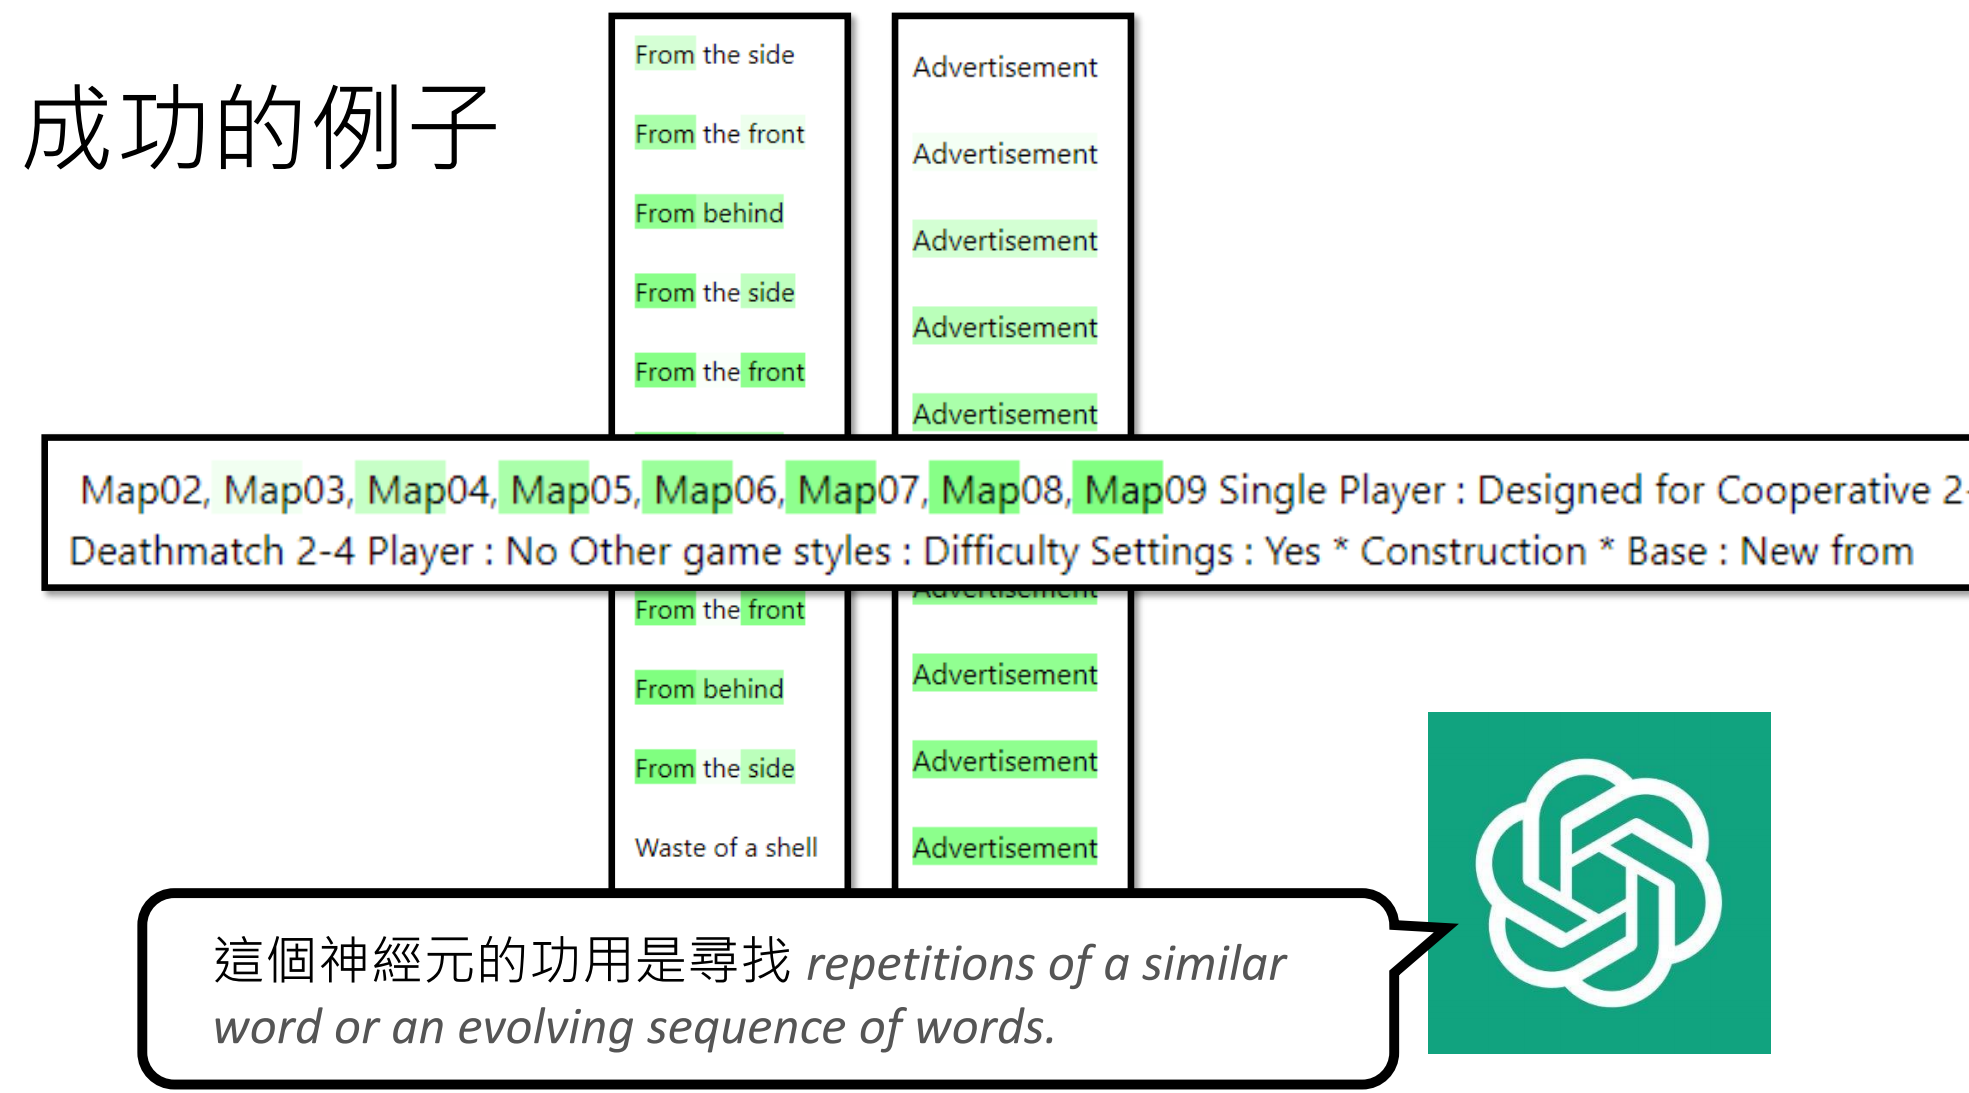 成功的例子
From the side
From the front
From behind
From the side
From the front
Advertisement
Advertisement
Advertisement
Advertisement
Advertisement
Map02, Map03, Map04, Map05, Map06, Map07, Map08, Map09 Single Player : Designed for Cooperative 2-
Deathmatch 2-4 Player : No Other game styles : Difficulty Settings : Yes * Construction * Base : New from
From the front
From behind
From the side
Waste of a shell
Advertisement
Advertisement
Advertisement
Advertisement
這個神經元的功用是尋找 repetitions of a similar
word or an evolving sequence of words.